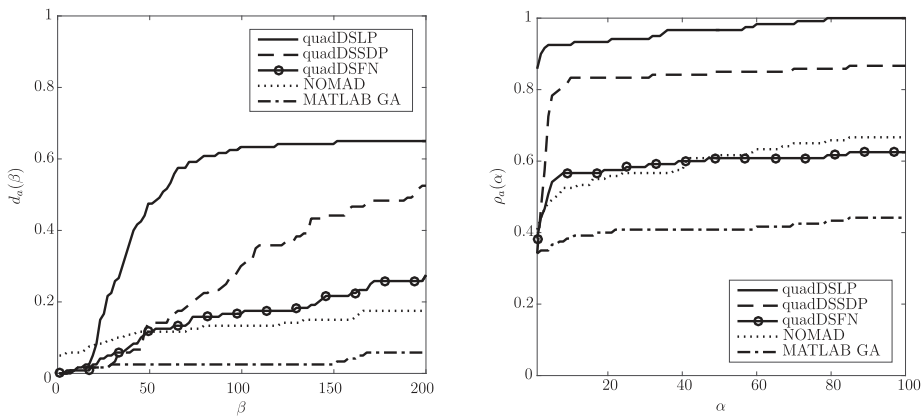 1
0.8
0.6
0.4
0.2
0
d_a(β)
0 50 100 150 200
β
quadDSLP
quadDSSDP
quadDSFN
NOMAD
MATLAB GA
1
0.8
0.6
0.4
0.2
0
ρ_a(α)
20 40 60 80 100
α
quadDSLP
quadDSSDP
quadDSFN
NOMAD
MATLAB GA